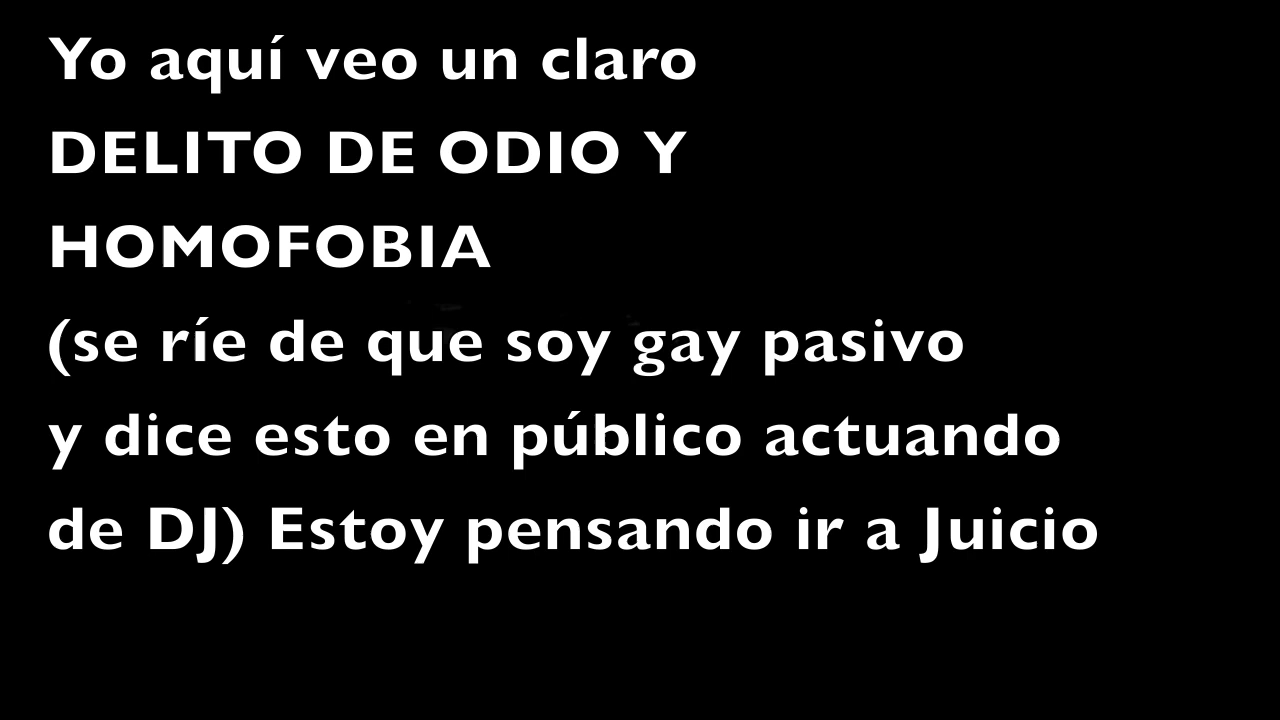 Yo aquí veo un claro
DELITO DE ODIO Y
HOMOFOBIA
(se ríe de que soy gay pasivo
y dice esto en público actuando
de DJ) Estoy pensando ir a Juicio